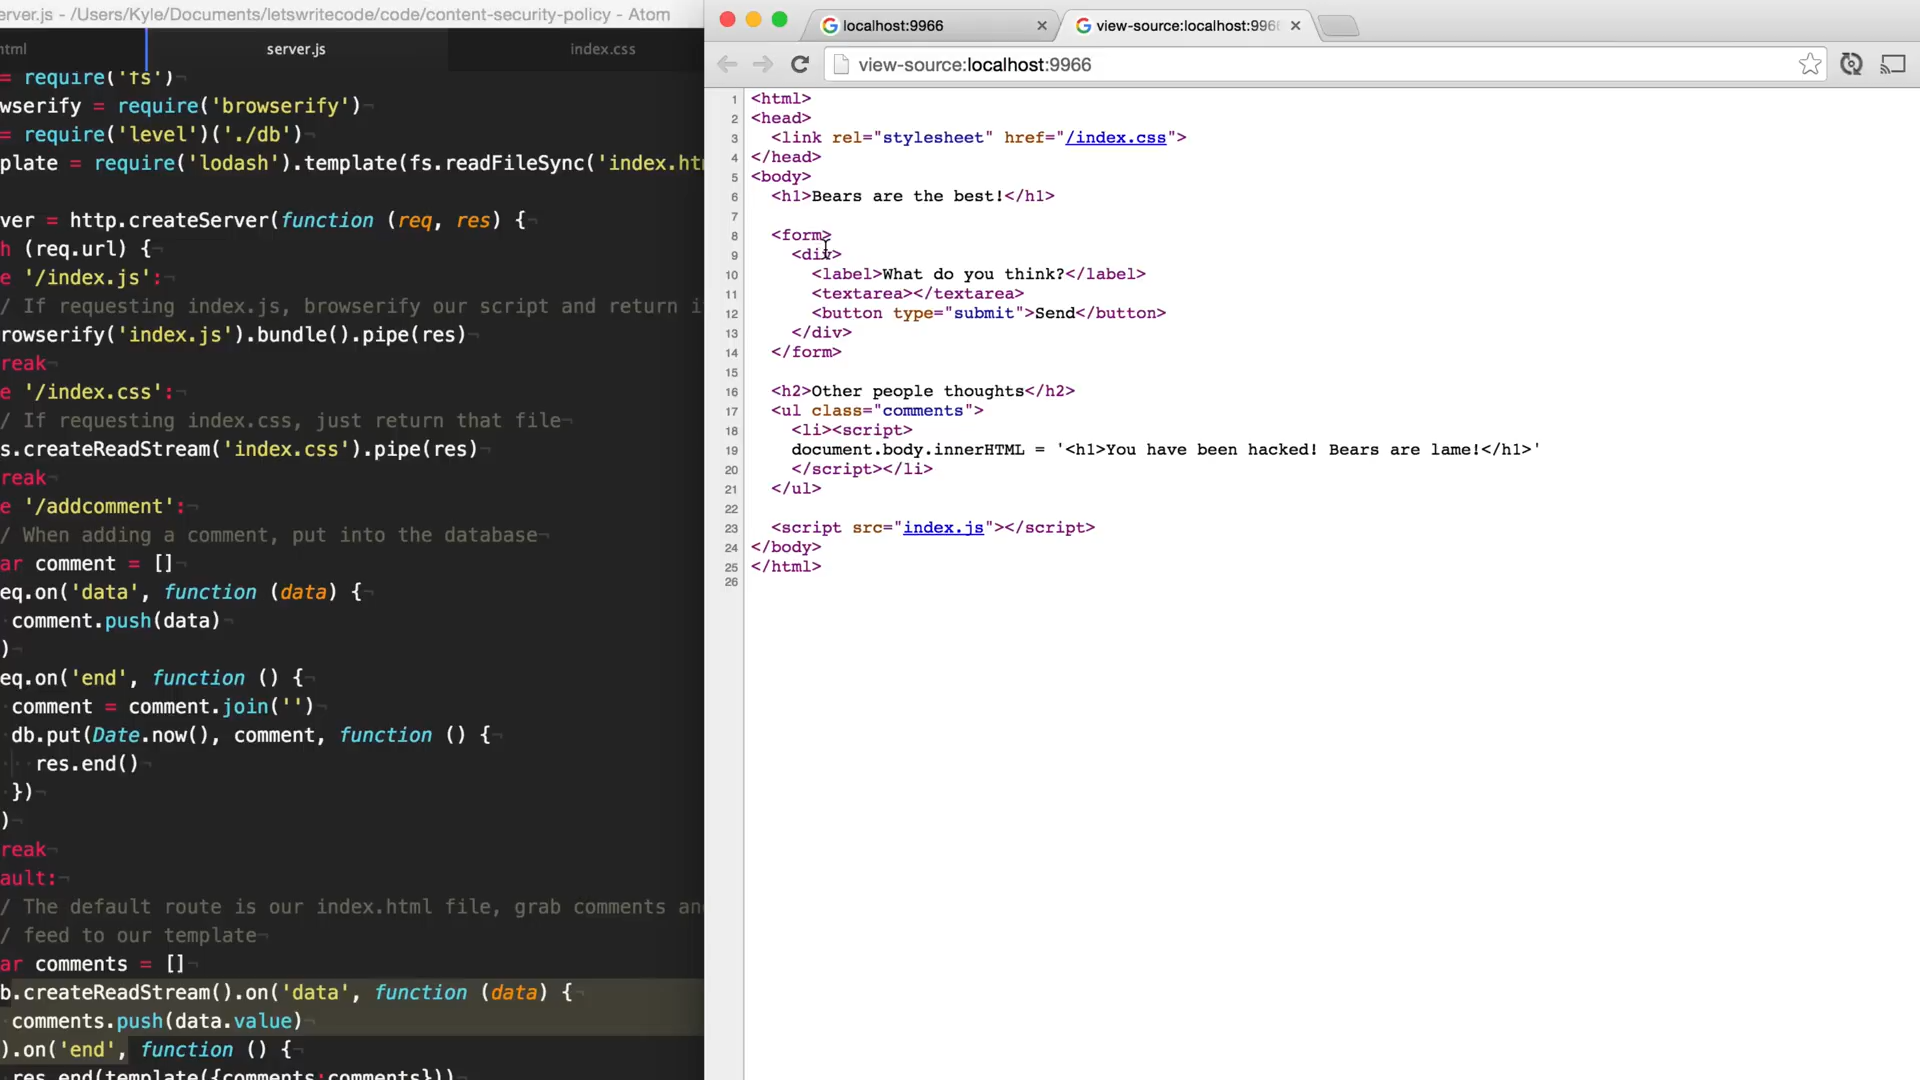 erver.js - /Users/Kyle/Documents/letswritecode/code/content-security-policy - Atom
html
server.js
index.css
= require('fs')¬
wserify = require('browserify')¬
= require('level')('./db')¬
plate = require('lodash').template(fs.readFileSync('index.ht
ver = http.createServer(function (req, res) {¬
h (req.url) {¬
e '/index.js':¬
/ If requesting index.js, browserify our script and return i
rowserify('index.js').bundle().pipe(res)¬
reak¬
e '/index.css':¬
/ If requesting index.css, just return that file¬
s.createReadStream('index.css').pipe(res)¬
reak¬
e '/addcomment':¬
/ When adding a comment, put into the database¬
ar comment = []¬
eq.on('data', function (data) {¬
comment.push(data)¬
)¬
eq.on('end', function () {¬
comment = comment.join('')¬
db.put(Date.now(), comment, function () {¬
res.end()¬
})¬
)¬
reak¬
ault:¬
/ The default route is our index.html file, grab comments an
/ feed to our template¬
ar comments = []¬
b.createReadStream().on('data', function (data) {¬
comments.push(data.value)¬
).on('end', function () {¬
res.end(template({comments:comments}))¬
localhost:9966
view-source:localhost:996
view-source:localhost:9966
1 <html>
2 <head>
3 <link rel="stylesheet" href="/index.css">
4 </head>
5 <body>
6 <h1>Bears are the best!</h1>
7
8 <form>
9 <div>
10 <label>What do you think?</label>
11 <textarea></textarea>
12 <button type="submit">Send</button>
13 </div>
14 </form>
15
16 <h2>Other people thoughts</h2>
17 <ul class="comments">
18 <li><script>
19 document.body.innerHTML = '<h1>You have been hacked! Bears are lame!</h1>'
20 </script></li>
21 </ul>
22
23 <script src="index.js"></script>
24 </body>
25 </html>
26